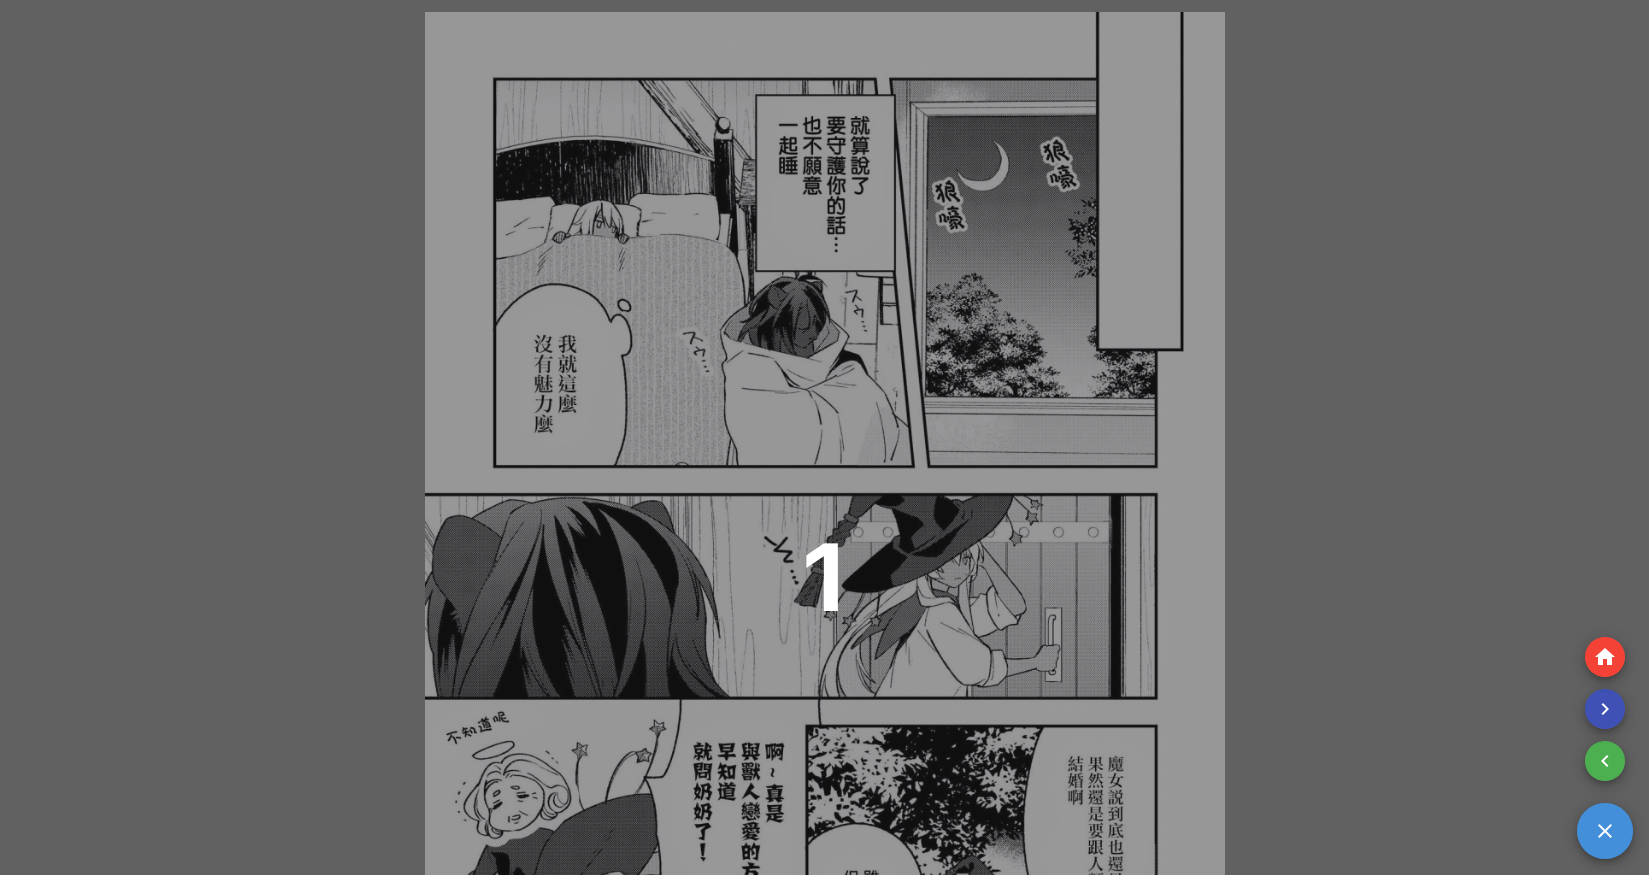 狼嚎
狼嚎
就算說了
要守護你的話…
也不願意
一起睡
スゥ…
スゥ…
我就這麼
沒有魅力麼
1
魔女説到底也還
果然還是要跟人
結婚啊
啊~真是
與獸人戀愛的方
早知道
就問奶奶了!
不知道呢